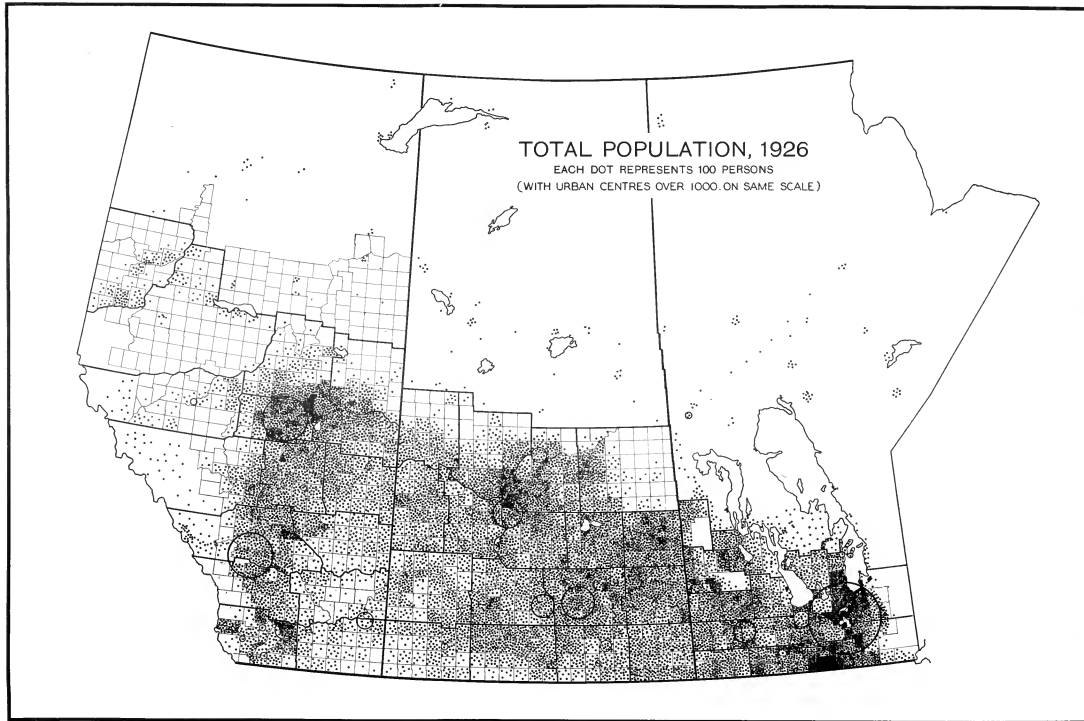 TOTAL POPULATION, 1926
EACH DOT REPRESENTS 100 PERSONS
(WITH URBAN CENTRES OVER 1000. ON SAME SCALE)